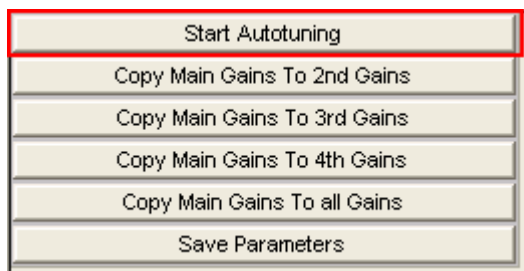 Start Autotuning
Copy Main Gains To 2nd Gains
Copy Main Gains To 3rd Gains
Copy Main Gains To 4th Gains
Copy Main Gains To all Gains
Save Parameters